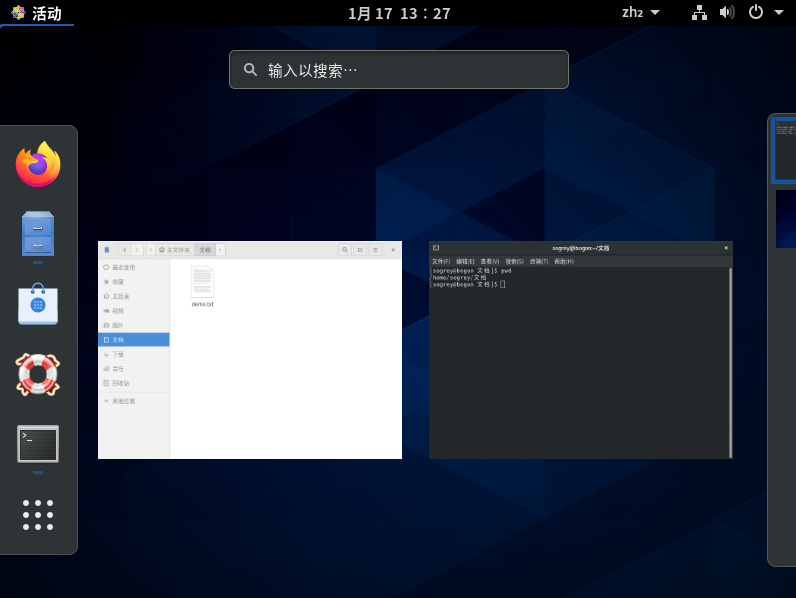 活动
1月 17 13：27
zh₂
输入以搜索…
主文件夹 文档
最近使用
收藏
主目录
视频
图片
文档
下载
音乐
回收站
其他位置
demo.txt
sogrey@bogon:~/文档
文件(F) 编辑(E) 查看(V) 搜索(S) 终端(T) 帮助(H)
[sogrey@bogon 文档]$ pwd
/home/sogrey/文档
[sogrey@bogon 文档]$